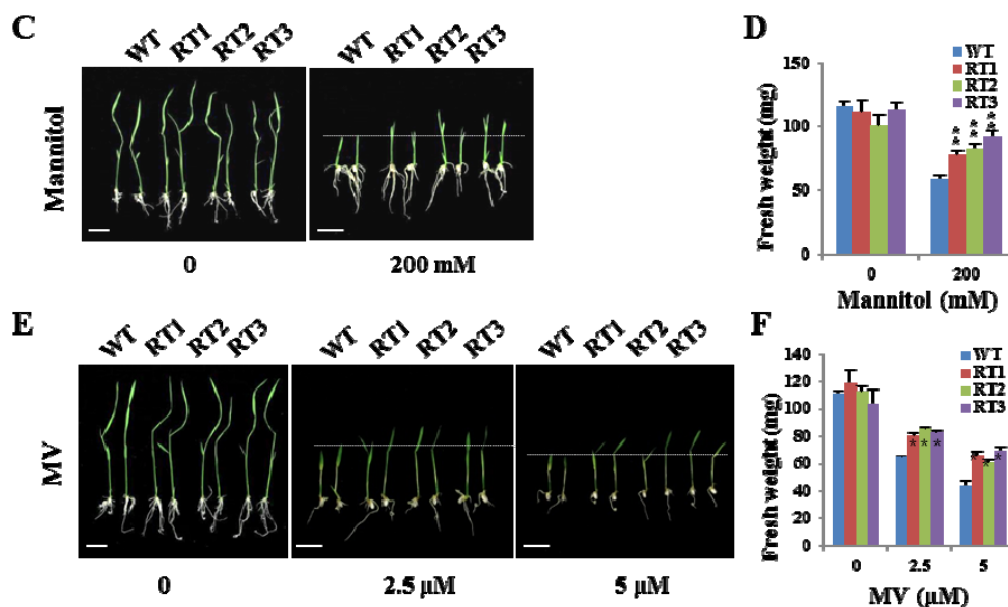 C
WT RT1 RT2 RT3 WT RT1 RT2 RT3
Mannitol
0 200 mM
D
WT
RT1
RT2
RT3
Fresh weight (mg)
150
100
50
0
** ** **
0 200
Mannitol (mM)
E
WT RT1 RT2 RT3 WT RT1 RT2 RT3 WT RT1 RT2 RT3
MV
0 2.5 μM 5 μM
F
WT
RT1
RT2
RT3
Fresh weight (mg)
140
120
100
80
60
40
20
0
* * * * * *
0 2.5 5
MV (μM)